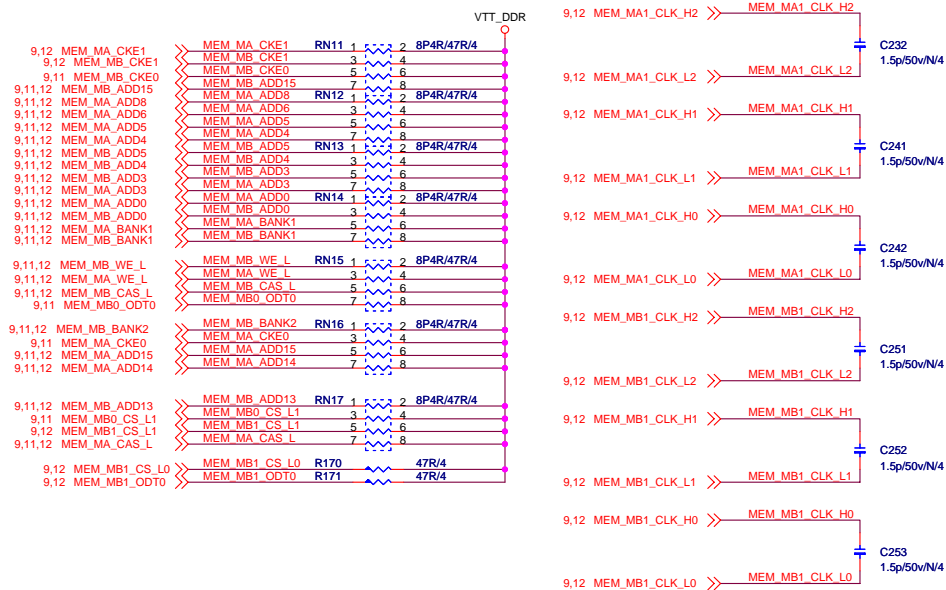 VTT_DDR
9,12 MEM_MA_CKE1 MEM_MA_CKE1 RN11 1 2 8P4R/47R/4
9,12 MEM_MB_CKE1 MEM_MB_CKE1 3 4
9,11 MEM_MB_CKE0 MEM_MB_CKE0 5 6
9,11,12 MEM_MB_ADD15 MEM_MB_ADD15 7 8
9,11,12 MEM_MA_ADD8 MEM_MA_ADD8 RN12 1 2 8P4R/47R/4
9,11,12 MEM_MA_ADD6 MEM_MA_ADD6 3 4
9,11,12 MEM_MA_ADD5 MEM_MA_ADD5 5 6
9,11,12 MEM_MA_ADD4 MEM_MA_ADD4 7 8
9,11,12 MEM_MB_ADD5 MEM_MB_ADD5 RN13 1 2 8P4R/47R/4
9,11,12 MEM_MB_ADD4 MEM_MB_ADD4 3 4
9,11,12 MEM_MB_ADD3 MEM_MB_ADD3 5 6
9,11,12 MEM_MA_ADD3 MEM_MA_ADD3 7 8
9,11,12 MEM_MA_ADD0 MEM_MA_ADD0 RN14 1 2 8P4R/47R/4
9,11,12 MEM_MB_ADD0 MEM_MB_ADD0 3 4
9,11,12 MEM_MA_BANK1 MEM_MA_BANK1 5 6
9,11,12 MEM_MB_BANK1 MEM_MB_BANK1 7 8
9,11,12 MEM_MB_WE_L MEM_MB_WE_L RN15 1 2 8P4R/47R/4
9,11,12 MEM_MA_WE_L MEM_MA_WE_L 3 4
9,11,12 MEM_MB_CAS_L MEM_MB_CAS_L 5 6
9,11 MEM_MB0_ODT0 MEM_MB0_ODT0 7 8
9,11,12 MEM_MB_BANK2 MEM_MB_BANK2 RN16 1 2 8P4R/47R/4
9,11 MEM_MA_CKE0 MEM_MA_CKE0 3 4
9,11,12 MEM_MA_ADD15 MEM_MA_ADD15 5 6
9,11,12 MEM_MA_ADD14 MEM_MA_ADD14 7 8
9,11,12 MEM_MB_ADD13 MEM_MB_ADD13 RN17 1 2 8P4R/47R/4
9,11 MEM_MB0_CS_L1 MEM_MB0_CS_L1 3 4
9,12 MEM_MB1_CS_L1 MEM_MB1_CS_L1 5 6
9,11,12 MEM_MA_CAS_L MEM_MA_CAS_L 7 8
9,12 MEM_MB1_CS_L0 MEM_MB1_CS_L0 R170 47R/4
9,12 MEM_MB1_ODT0 MEM_MB1_ODT0 R171 47R/4
9,12 MEM_MA1_CLK_H2 MEM_MA1_CLK_H2
C232
1.5p/50v/N/4
9,12 MEM_MA1_CLK_L2 MEM_MA1_CLK_L2
9,12 MEM_MA1_CLK_H1 MEM_MA1_CLK_H1
C241
1.5p/50v/N/4
9,12 MEM_MA1_CLK_L1 MEM_MA1_CLK_L1
9,12 MEM_MA1_CLK_H0 MEM_MA1_CLK_H0
C242
1.5p/50v/N/4
9,12 MEM_MA1_CLK_L0 MEM_MA1_CLK_L0
9,12 MEM_MB1_CLK_H2 MEM_MB1_CLK_H2
C251
1.5p/50v/N/4
9,12 MEM_MB1_CLK_L2 MEM_MB1_CLK_L2
9,12 MEM_MB1_CLK_H1 MEM_MB1_CLK_H1
C252
1.5p/50v/N/4
9,12 MEM_MB1_CLK_L1 MEM_MB1_CLK_L1
9,12 MEM_MB1_CLK_H0 MEM_MB1_CLK_H0
C253
1.5p/50v/N/4
9,12 MEM_MB1_CLK_L0 MEM_MB1_CLK_L0